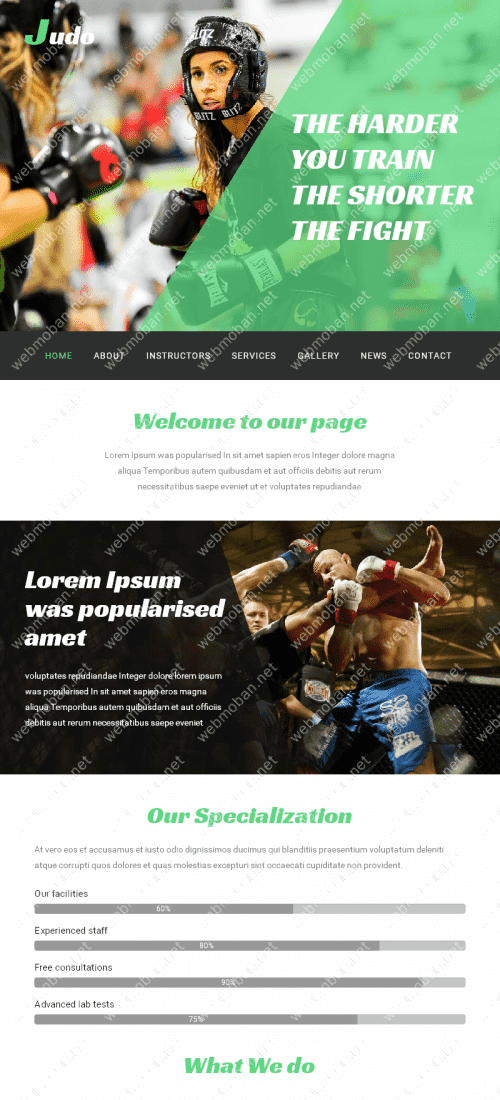 Judo
BLITZ
BLITZ BLITZ
THE HARDER
YOU TRAIN
THE SHORTER
THE FIGHT
HOME ABOUT INSTRUCTORS SERVICES GALLERY NEWS CONTACT
Welcome to our page
Lorem Ipsum was popularised In sit amet sapien eros Integer dolore magna
aliqua Temporibus autem quibusdam et aut officiis debitis aut rerum
necessitatibus saepe eveniet ut et voluptates repudiandae
Lorem Ipsum
was popularised
amet
voluptates repudiandae Integer dolore lorem ipsum
was popularised In sit amet sapien eros magna
aliqua Temporibus autem quibusdam et aut officiis
debitis aut rerum necessitatibus saepe eveniet
Our Specialization
At vero eos et accusamus et iusto odio dignissimos ducimus qui blanditiis praesentium voluptatum deleniti
atque corrupti quos dolores et quas molestias excepturi sint occaecati cupiditate non provident.
Our facilities
60%
Experienced staff
80%
Free consultations
90%
Advanced lab tests
75%
What We do
webmoban.net